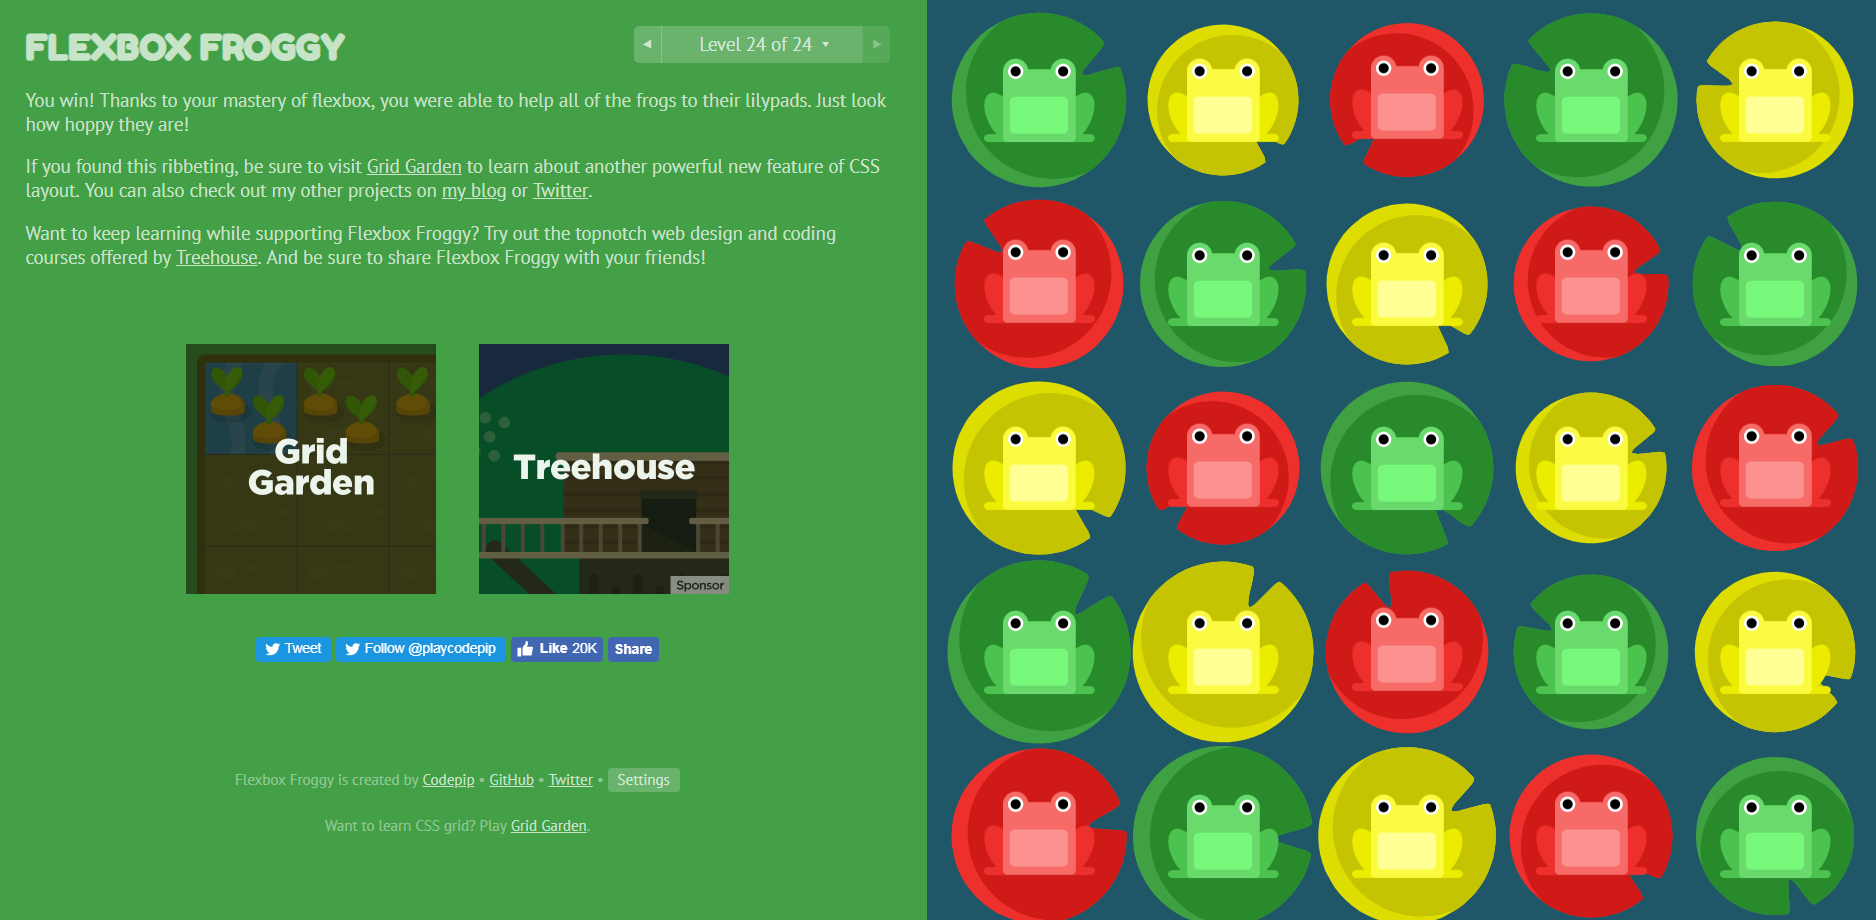 FLEXBOX FROGGY
◄ Level 24 of 24 ▾ ►
You win! Thanks to your mastery of flexbox, you were able to help all of the frogs to their lilypads. Just look
how hoppy they are!
If you found this ribbeting, be sure to visit Grid Garden to learn about another powerful new feature of CSS
layout. You can also check out my other projects on my blog or Twitter.
Want to keep learning while supporting Flexbox Froggy? Try out the topnotch web design and coding
courses offered by Treehouse. And be sure to share Flexbox Froggy with your friends!
Grid
Garden
Treehouse
Sponsor
Tweet Follow @playcodepip Like 20K Share
Flexbox Froggy is created by Codepip • GitHub • Twitter • Settings
Want to learn CSS grid? Play Grid Garden.